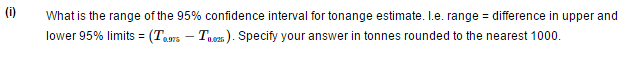 (i) What is the range of the 95% confidence interval for tonange estimate. I.e. range = difference in upper and
lower 95% limits = (T₀.₉₇₅ − T₀.₀₂₅). Specify your answer in tonnes rounded to the nearest 1000.